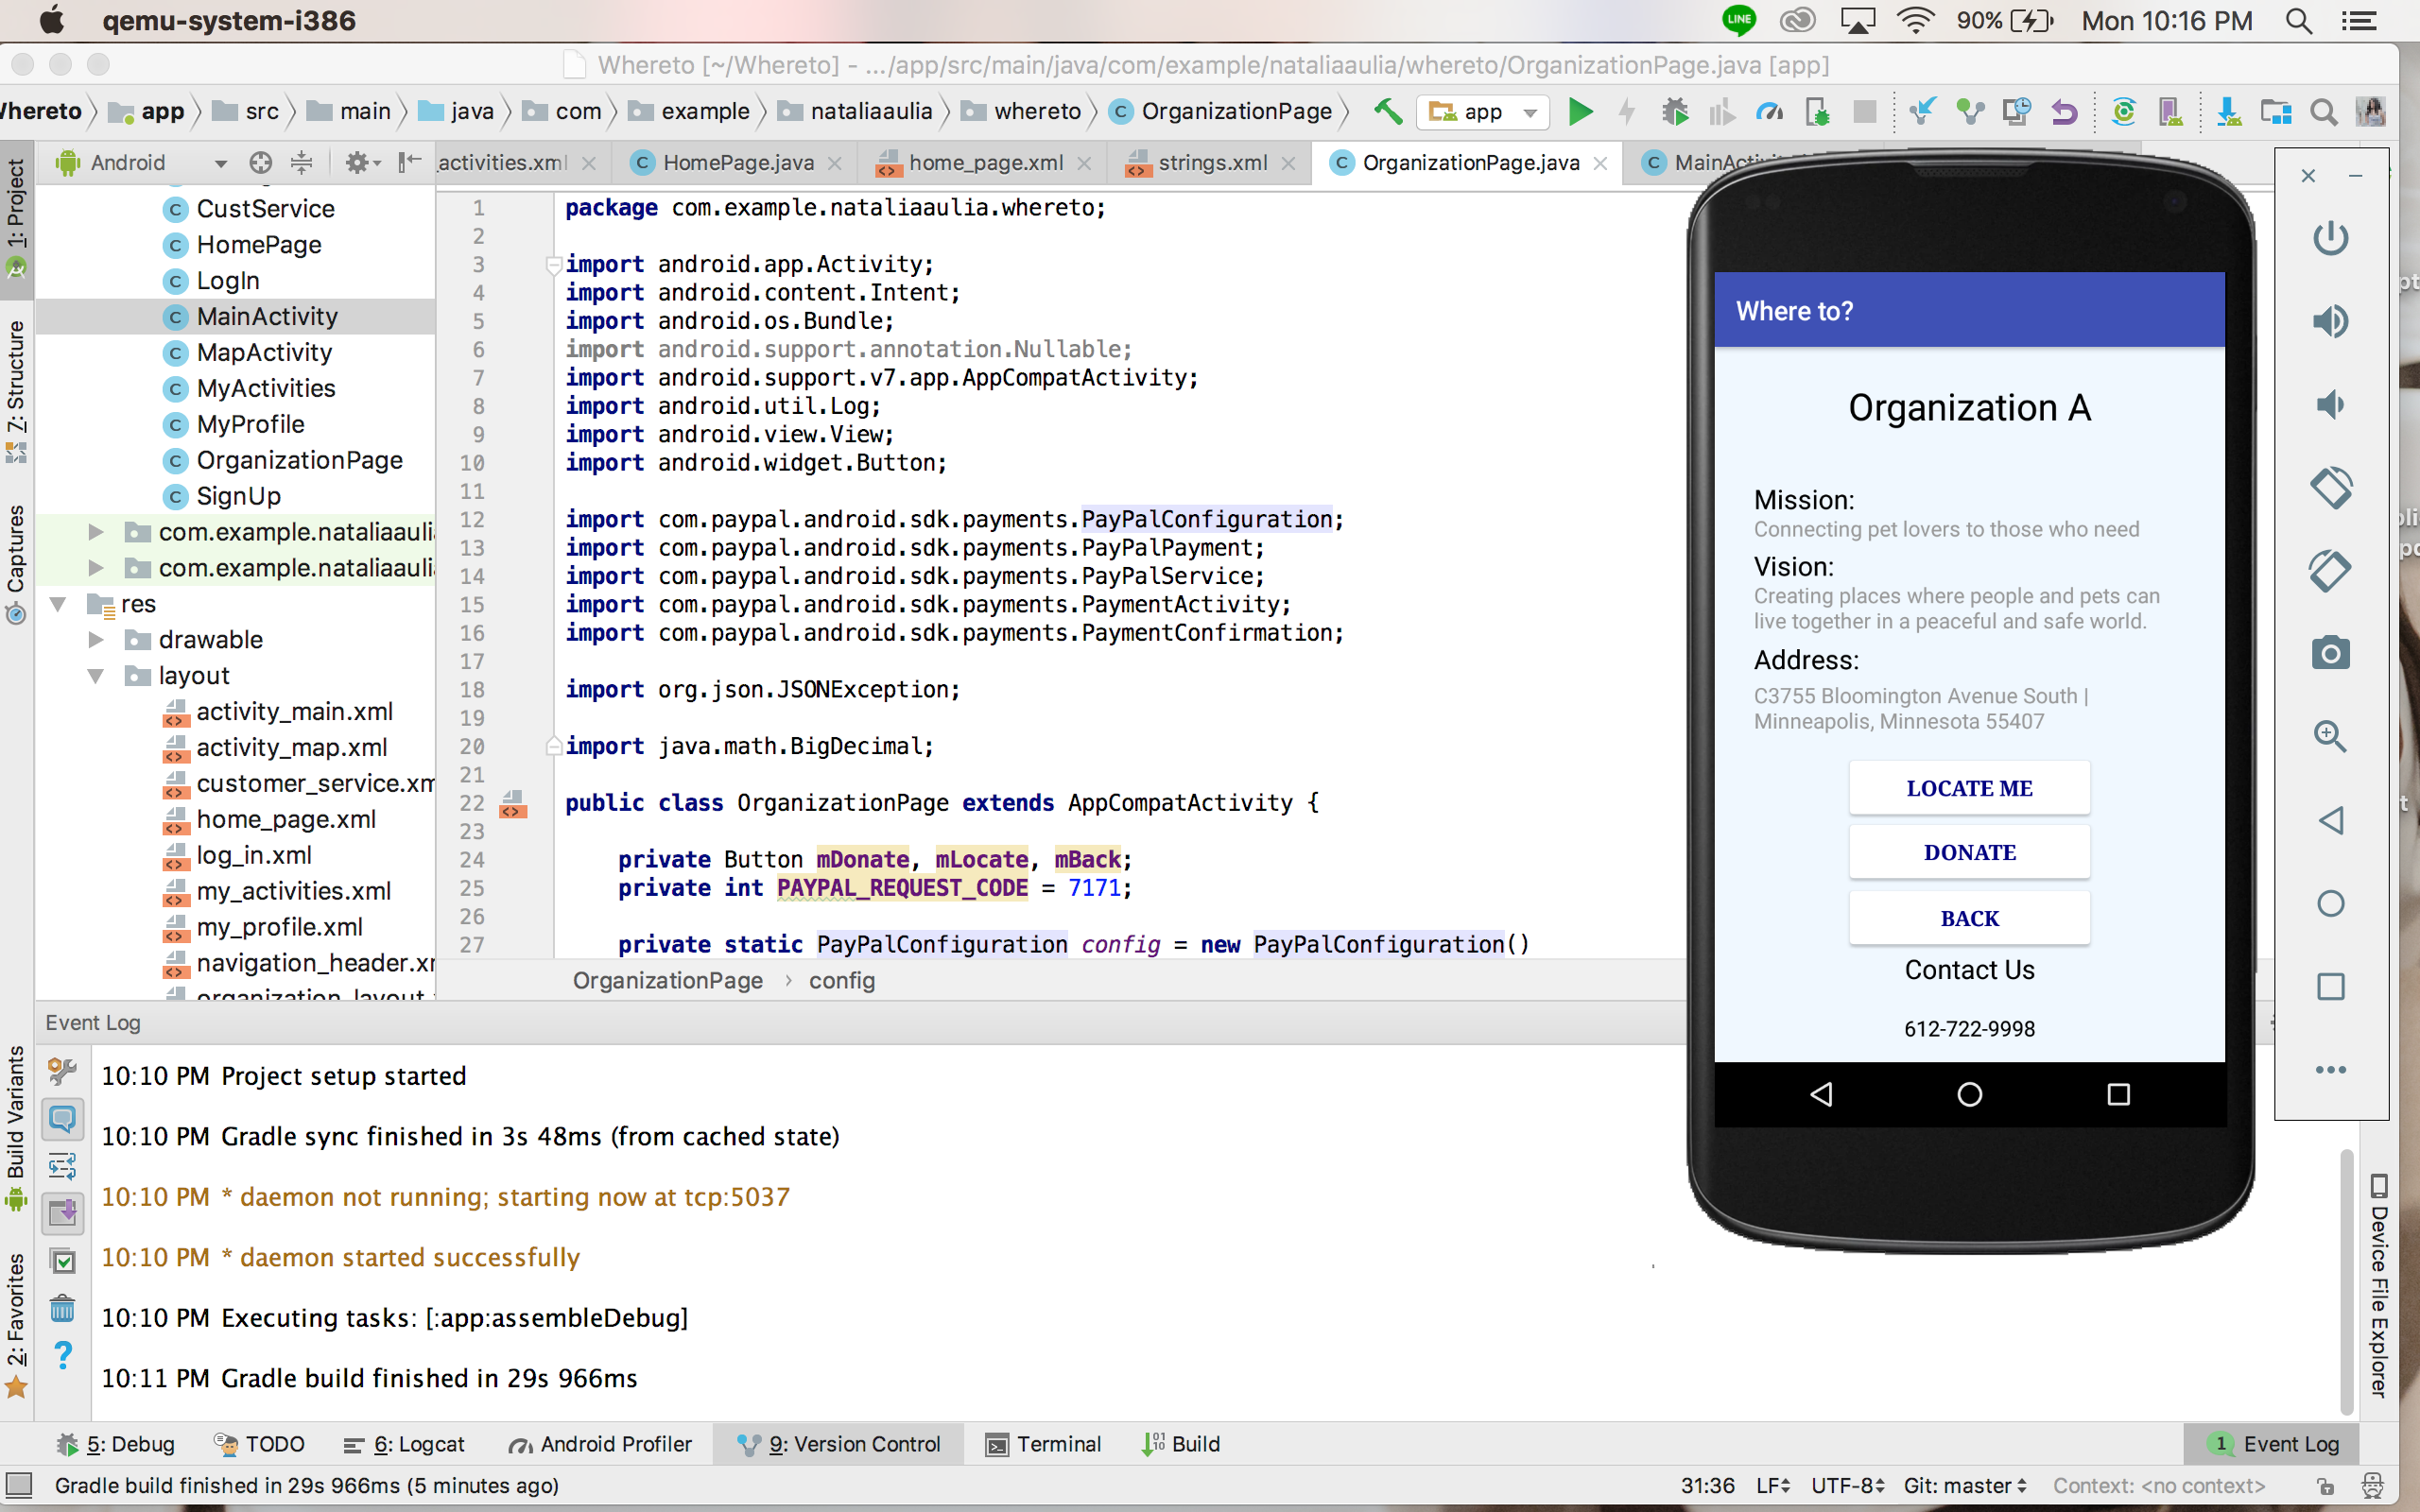 qemu-system-i386
LINE
90%
Mon 10:16 PM
Whereto [~/Whereto] - .../app/src/main/java/com/example/nataliaaulia/whereto/OrganizationPage.java [app]
Whereto
app
src
main
java
com
example
nataliaaulia
whereto
C OrganizationPage
app
1: Project
7: Structure
Captures
Build Variants
2: Favorites
Android
activities.xml
C HomePage.java
home_page.xml
strings.xml
C OrganizationPage.java
C MainActivi
C CustService
C HomePage
C LogIn
C MainActivity
C MapActivity
C MyActivities
C MyProfile
C OrganizationPage
C SignUp
com.example.nataliaauli
com.example.nataliaauli
res
drawable
layout
activity_main.xml
activity_map.xml
customer_service.xm
home_page.xml
log_in.xml
my_activities.xml
my_profile.xml
navigation_header.x
organization_layout.
1 package com.example.nataliaaulia.whereto;
2
3 import android.app.Activity;
4 import android.content.Intent;
5 import android.os.Bundle;
6 import android.support.annotation.Nullable;
7 import android.support.v7.app.AppCompatActivity;
8 import android.util.Log;
9 import android.view.View;
10 import android.widget.Button;
11
12 import com.paypal.android.sdk.payments.PayPalConfiguration;
13 import com.paypal.android.sdk.payments.PayPalPayment;
14 import com.paypal.android.sdk.payments.PayPalService;
15 import com.paypal.android.sdk.payments.PaymentActivity;
16 import com.paypal.android.sdk.payments.PaymentConfirmation;
17
18 import org.json.JSONException;
19
20 import java.math.BigDecimal;
21
22 public class OrganizationPage extends AppCompatActivity {
23
24 private Button mDonate, mLocate, mBack;
25 private int PAYPAL_REQUEST_CODE = 7171;
26
27 private static PayPalConfiguration config = new PayPalConfiguration()
OrganizationPage › config
Where to?
Organization A
Mission:
Connecting pet lovers to those who need
Vision:
Creating places where people and pets can
live together in a peaceful and safe world.
Address:
C3755 Bloomington Avenue South |
Minneapolis, Minnesota 55407
LOCATE ME
DONATE
BACK
Contact Us
612-722-9998
Event Log
10:10 PM Project setup started
10:10 PM Gradle sync finished in 3s 48ms (from cached state)
10:10 PM * daemon not running; starting now at tcp:5037
10:10 PM * daemon started successfully
10:10 PM Executing tasks: [:app:assembleDebug]
10:11 PM Gradle build finished in 29s 966ms
Device File Explorer
5: Debug
TODO
6: Logcat
Android Profiler
9: Version Control
Terminal
Build
1 Event Log
Gradle build finished in 29s 966ms (5 minutes ago)
31:36
LF
UTF-8
Git: master
Context: <no context>